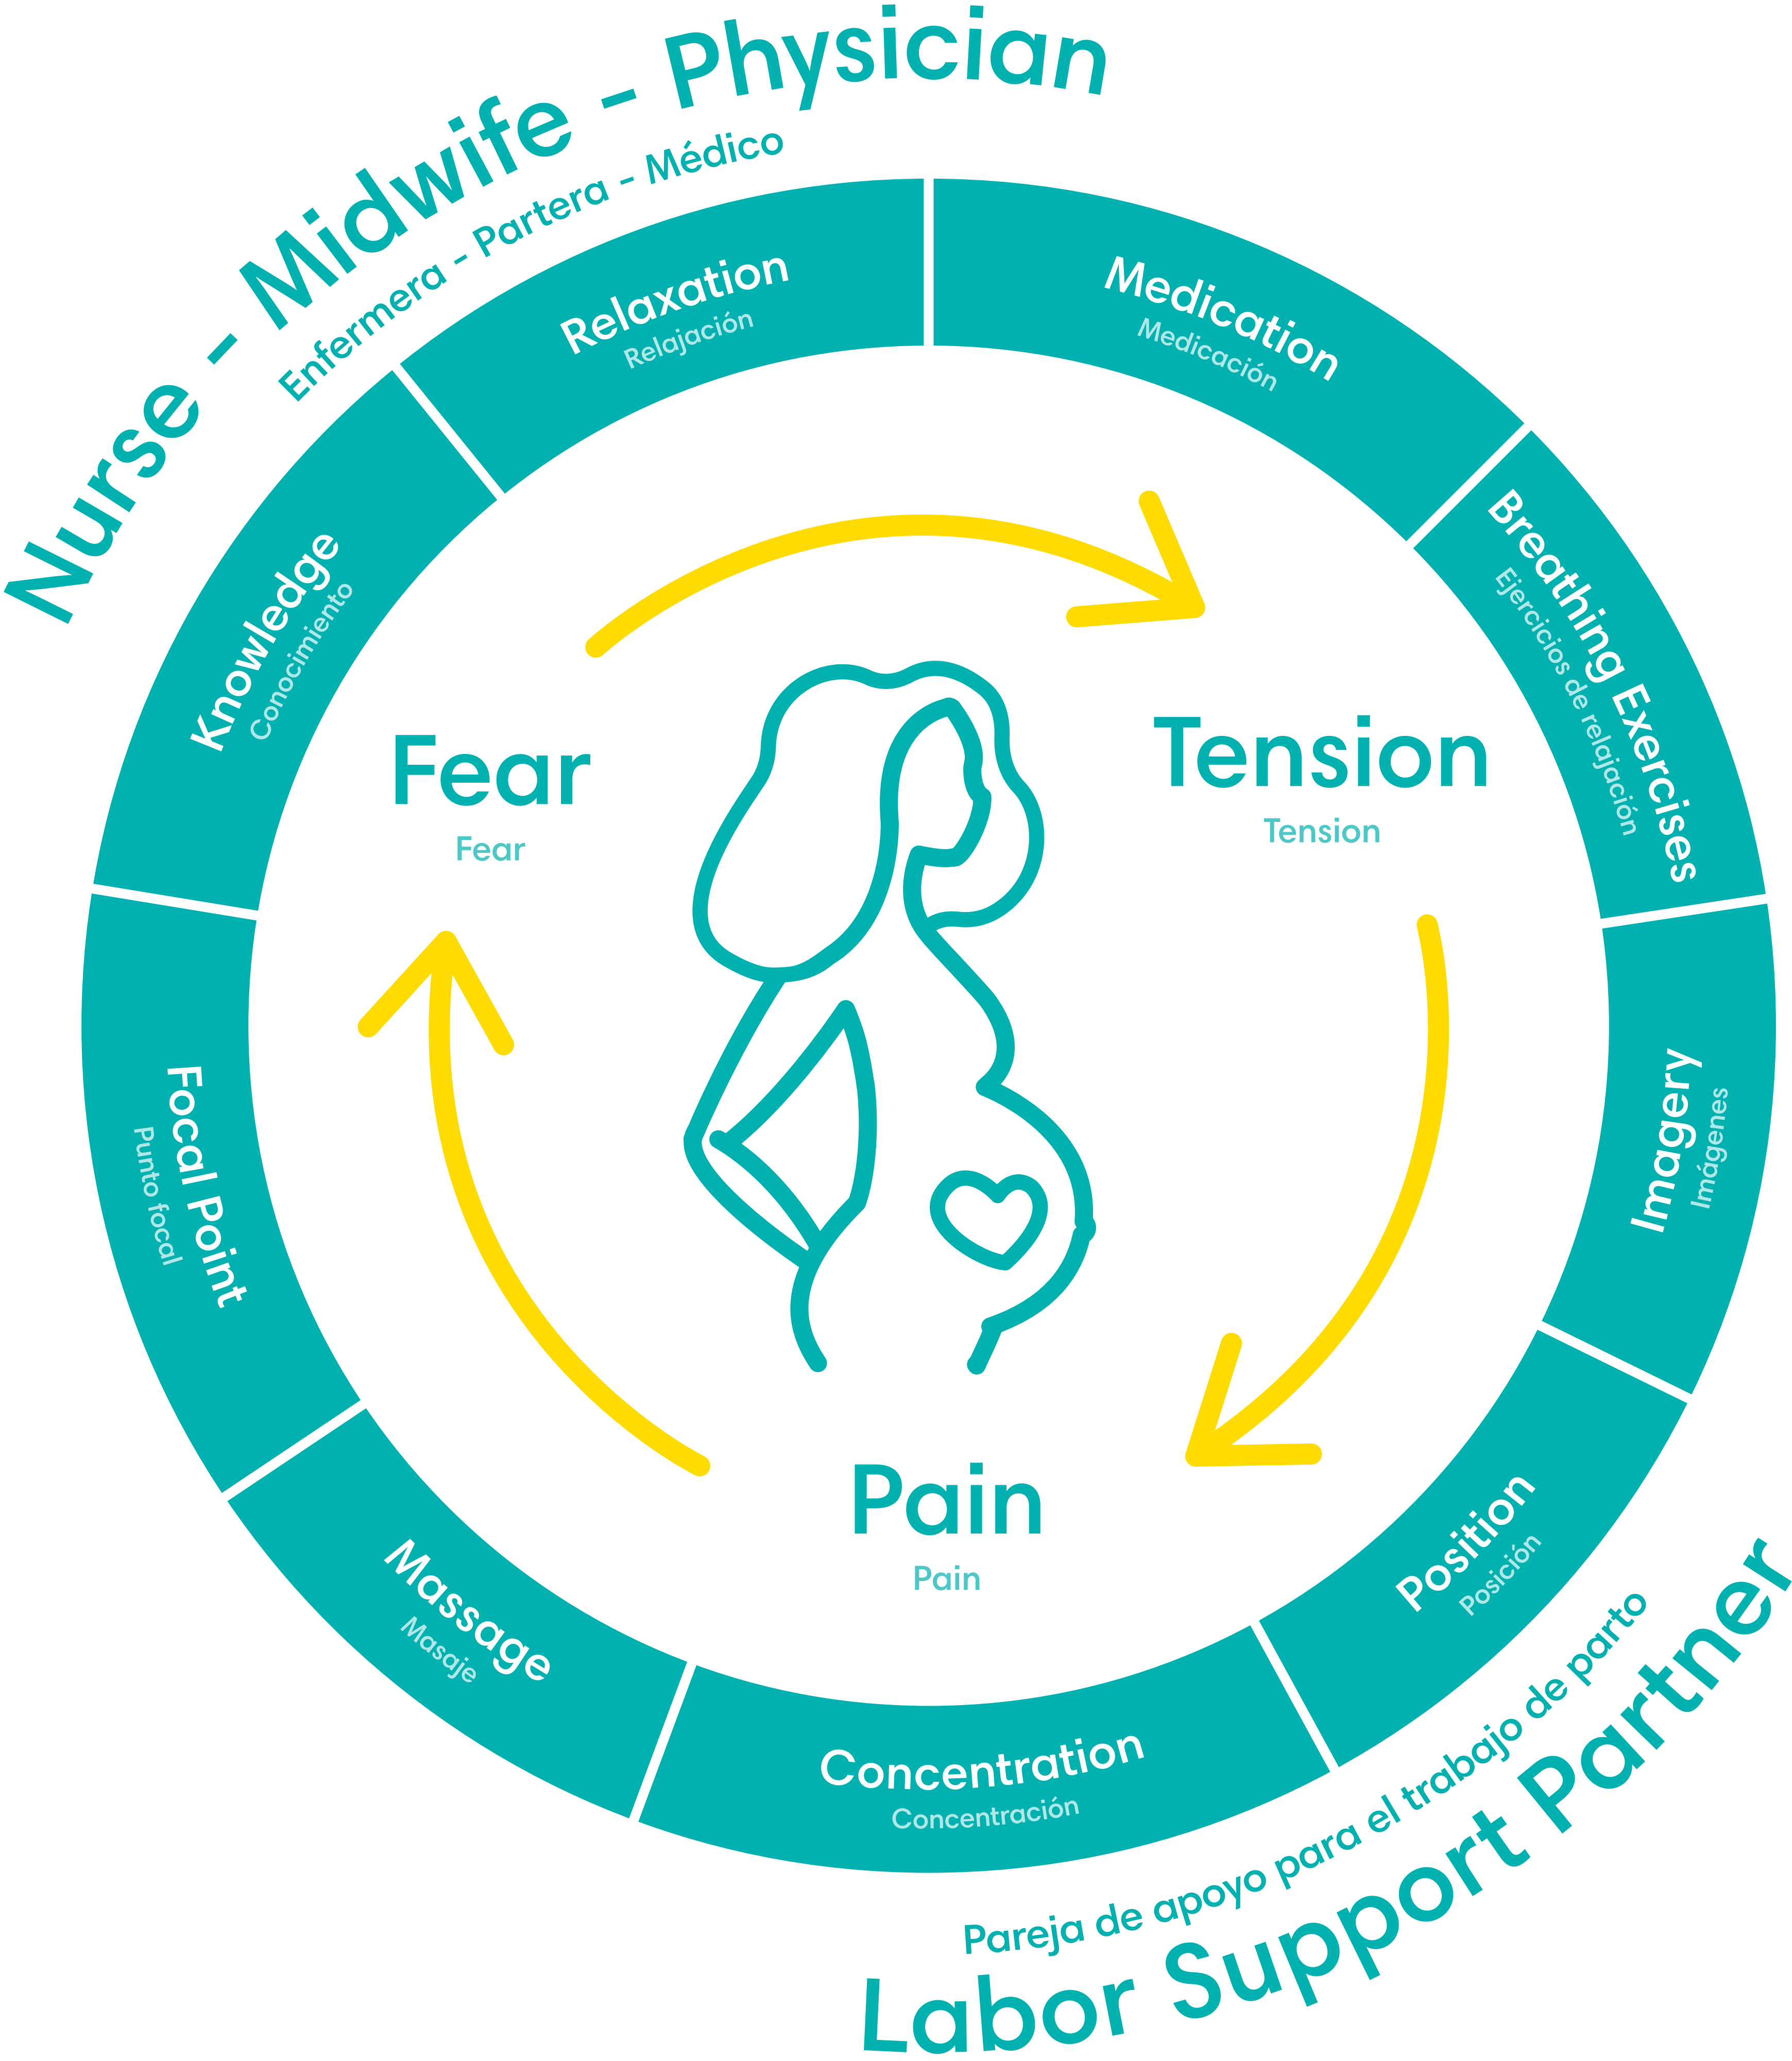 Nurse – Midwife – Physician
Enfermera – Partera – Médico
Relaxation
Relajación
Medication
Medicación
Breathing Exercises
Ejercicios de relajación
Imagery
Imágenes
Position
Posición
Concentration
Concentración
Massage
Masaje
Focal Point
Punto focal
Knowledge
Conocimiento
Fear
Fear
Tension
Tension
Pain
Pain
Pareja de apoyo para el trabajo de parto
Labor Support Partner